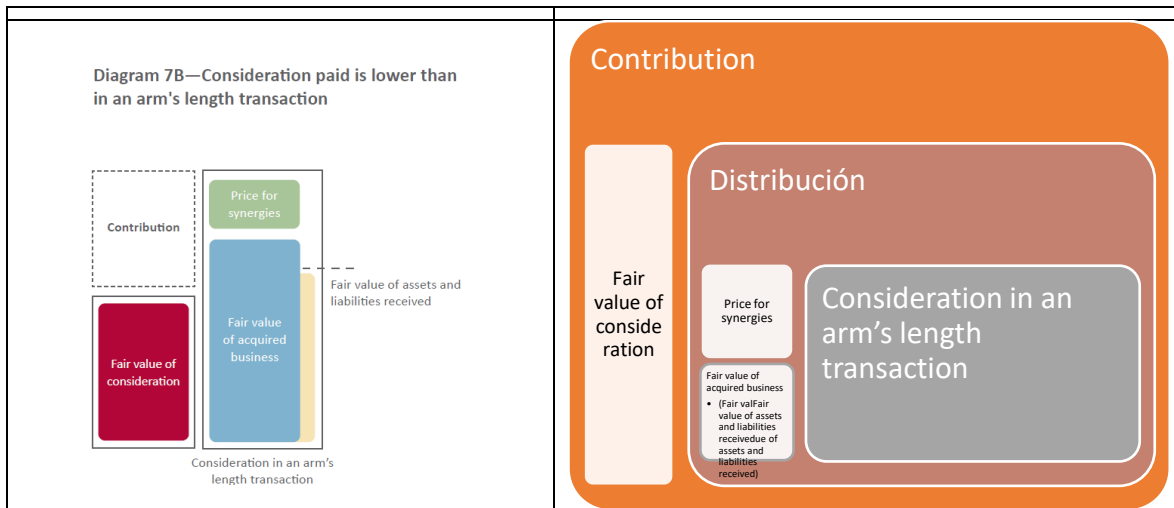 Diagram 7B—Consideration paid is lower than
in an arm's length transaction
Contribution
Price for
synergies
Fair value of assets and
liabilities received
Fair value
of acquired
business
Fair value of
consideration
Consideration in an arm's
length transaction
Contribution
Fair
value of
conside
ration
Distribución
Price for
synergies
Fair value of
acquired business
• (Fair valFair
value of assets
and liabilities
receivedue of
assets and
liabilities
received)
Consideration in an
arm's length
transaction